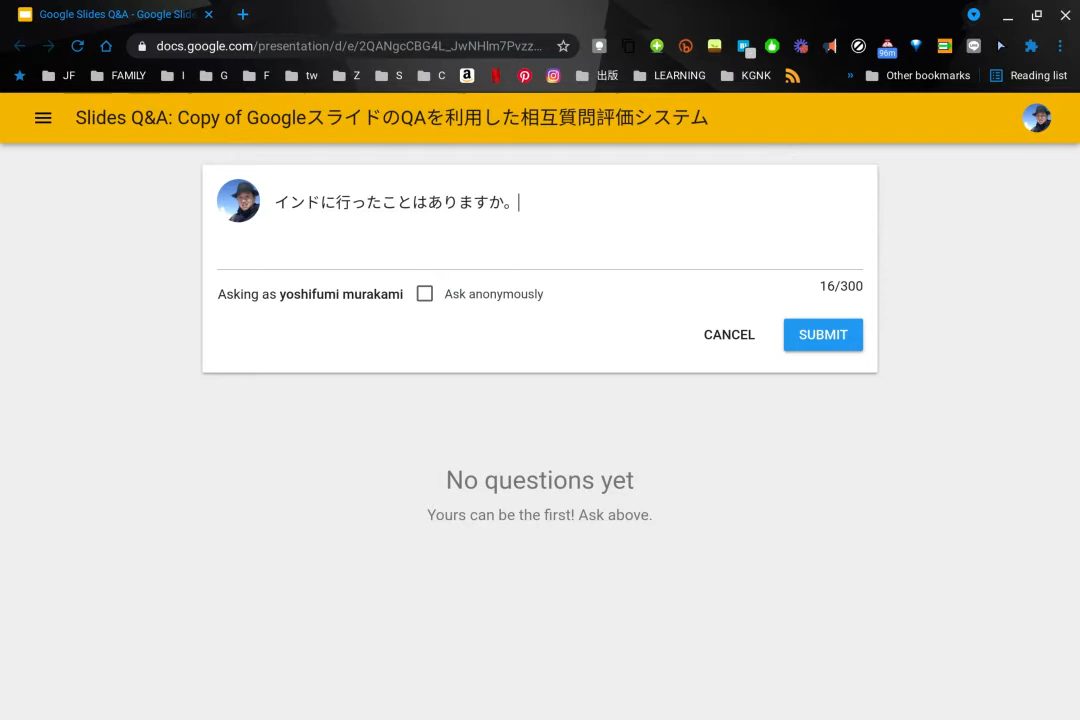 Google Slides Q&A - Google Slid
docs.google.com/presentation/d/e/2QANgcCBG4L_JwNHlm7Pvzz...
96m
JF FAMILY I G F tw Z S C 出版 LEARNING KGNK » Other bookmarks Reading list
Slides Q&A: Copy of GoogleスライドのQAを利用した相互質問評価システム
インドに行ったことはありますか。
16/300
Asking as yoshifumi murakami Ask anonymously
CANCEL SUBMIT
No questions yet
Yours can be the first! Ask above.